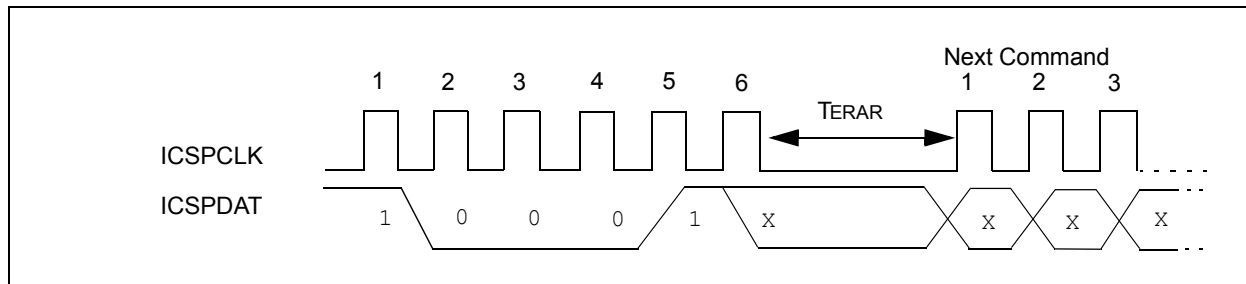 Next Command
1 2 3 4 5 6 1 2 3
TERAR
ICSPCLK
ICSPDAT
1 0 0 0 1 X X X X